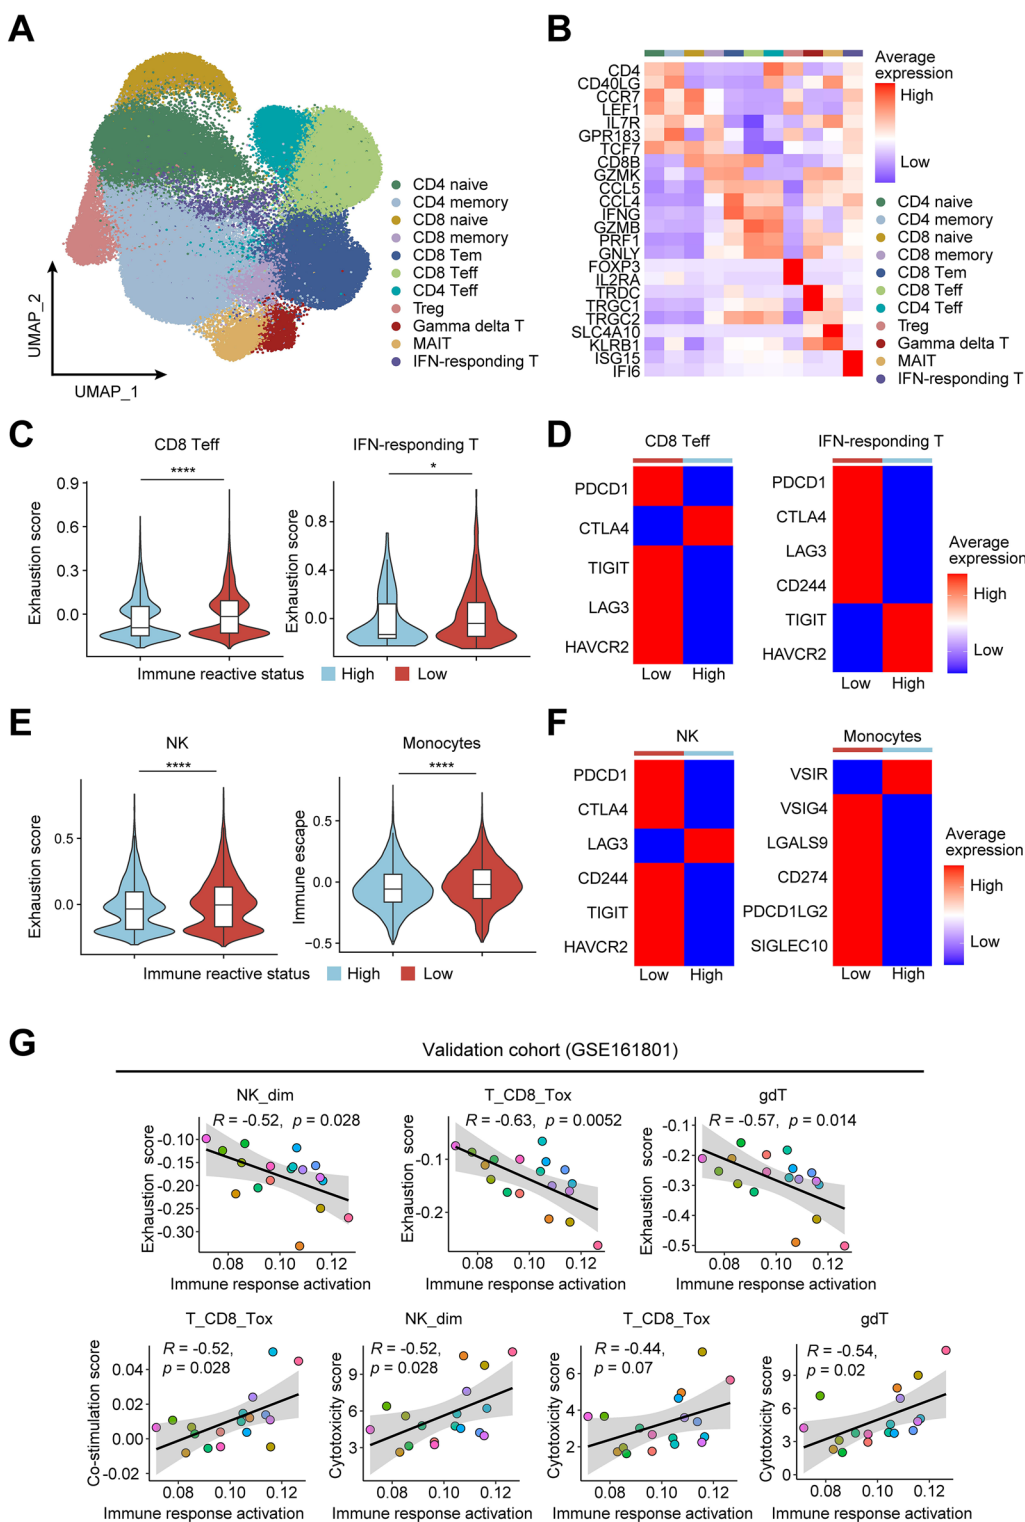 A
CD4 naive
CD4 memory
CD8 naive
CD8 memory
CD8 Tem
CD8 Teff
CD4 Teff
Treg
Gamma delta T
MAIT
IFN-responding T
UMAP_2
UMAP_1
B
CD4
CD40LG
CCR7
LEF1
IL7R
GPR183
TCF7
CD8B
GZMK
CCL5
CCL4
IFNG
GZMB
PRF1
GNLY
FOXP3
IL2RA
TRDC
TRGC1
TRGC2
SLC4A10
KLRB1
ISG15
IFI6
Average
expression
High
Low
CD4 naive
CD4 memory
CD8 naive
CD8 memory
CD8 Tem
CD8 Teff
CD4 Teff
Treg
Gamma delta T
MAIT
IFN-responding T
C
CD8 Teff
****
Exhaustion score
0.9
0.6
0.3
0.0
IFN-responding T
*
Exhaustion score
0.8
0.4
0.0
Immune reactive status
High
Low
D
CD8 Teff
PDCD1
CTLA4
TIGIT
LAG3
HAVCR2
Low High
IFN-responding T
PDCD1
CTLA4
LAG3
CD244
TIGIT
HAVCR2
Low High
Average
expression
High
Low
E
NK
****
Exhaustion score
0.5
0.0
Monocytes
****
Immune escape
0.5
0.0
−0.5
Immune reactive status
High
Low
F
NK
PDCD1
CTLA4
LAG3
CD244
TIGIT
HAVCR2
Low High
Monocytes
VSIR
VSIG4
LGALS9
CD274
PDCD1LG2
SIGLEC10
Low High
Average
expression
High
Low
G
Validation cohort (GSE161801)
NK_dim
R = -0.52, p = 0.028
Exhaustion score
-0.10
-0.15
-0.20
-0.30
0.08 0.10 0.12
Immune response activation
T_CD8_Tox
R = -0.63, p = 0.0052
Exhaustion score
-0.1
-0.2
0.08 0.10 0.12
Immune response activation
gdT
R = -0.57, p = 0.014
Exhaustion score
-0.1
-0.2
-0.3
-0.4
-0.5
0.08 0.10 0.12
Immune response activation
T_CD8_Tox
R = -0.52,
p = 0.028
Co-stimulation score
0.04
0.02
0.00
-0.02
0.08 0.10 0.12
Immune response activation
NK_dim
R = -0.52,
p = 0.028
Cytotoxicity score
9
6
3
0.08 0.10 0.12
Immune response activation
T_CD8_Tox
R = -0.44,
p = 0.07
Cytotoxicity score
6
4
2
0.08 0.10 0.12
Immune response activation
gdT
R = -0.54,
p = 0.02
Cytotoxicity score
9
6
3
0
0.08 0.10 0.12
Immune response activation